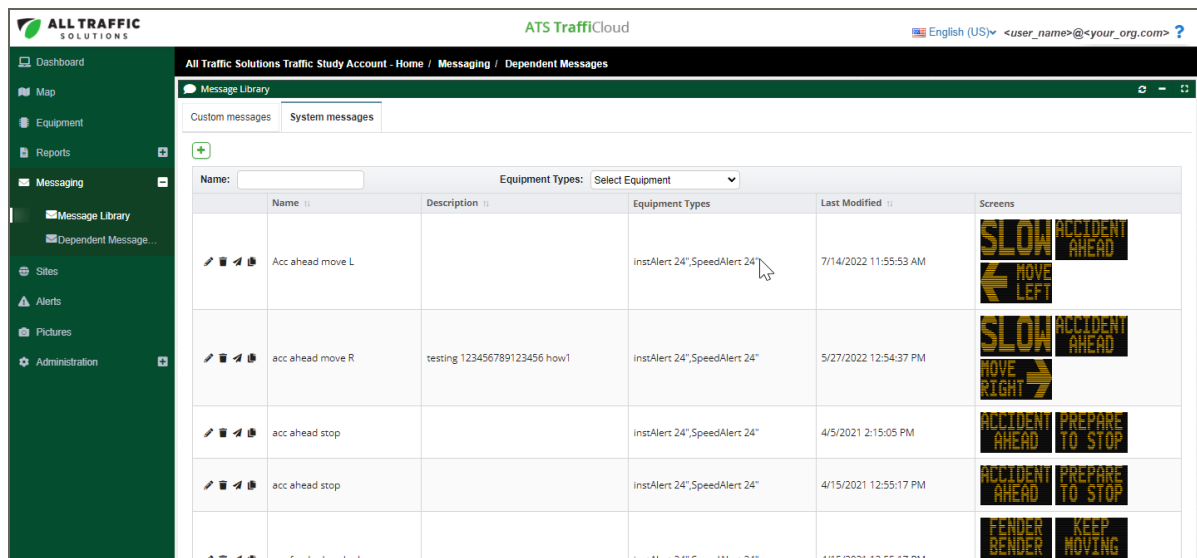 ALL TRAFFIC
SOLUTIONS
ATS TraffiCloud
English (US) <user_name>@<your_org.com> ?
Dashboard
Map
Equipment
Reports
Messaging
Message Library
Dependent Message...
Sites
Alerts
Pictures
Administration
All Traffic Solutions Traffic Study Account - Home / Messaging / Dependent Messages
Message Library
Custom messages System messages
Name: Equipment Types: Select Equipment
Name Description Equipment Types Last Modified Screens
Acc ahead move L instAlert 24",SpeedAlert 24" 7/14/2022 11:55:53 AM
SLOW ACCIDENT AHEAD
MOVE LEFT
acc ahead move R testing 123456789123456 how1 instAlert 24",SpeedAlert 24" 5/27/2022 12:54:37 PM
SLOW ACCIDENT AHEAD
MOVE RIGHT
acc ahead stop instAlert 24",SpeedAlert 24" 4/5/2021 2:15:05 PM
ACCIDENT AHEAD PREPARE TO STOP
acc ahead stop instAlert 24",SpeedAlert 24" 4/15/2021 12:55:17 PM
ACCIDENT AHEAD PREPARE TO STOP
FENDER BENDER KEEP MOVING